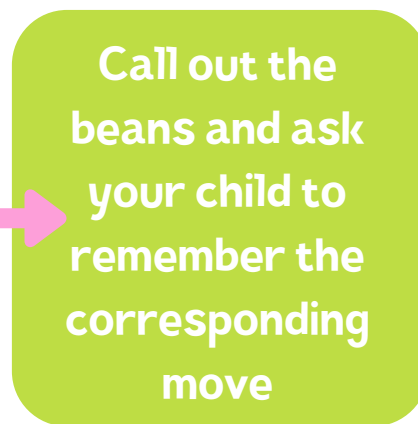 Call out the
beans and ask
your child to
remember the
corresponding
move